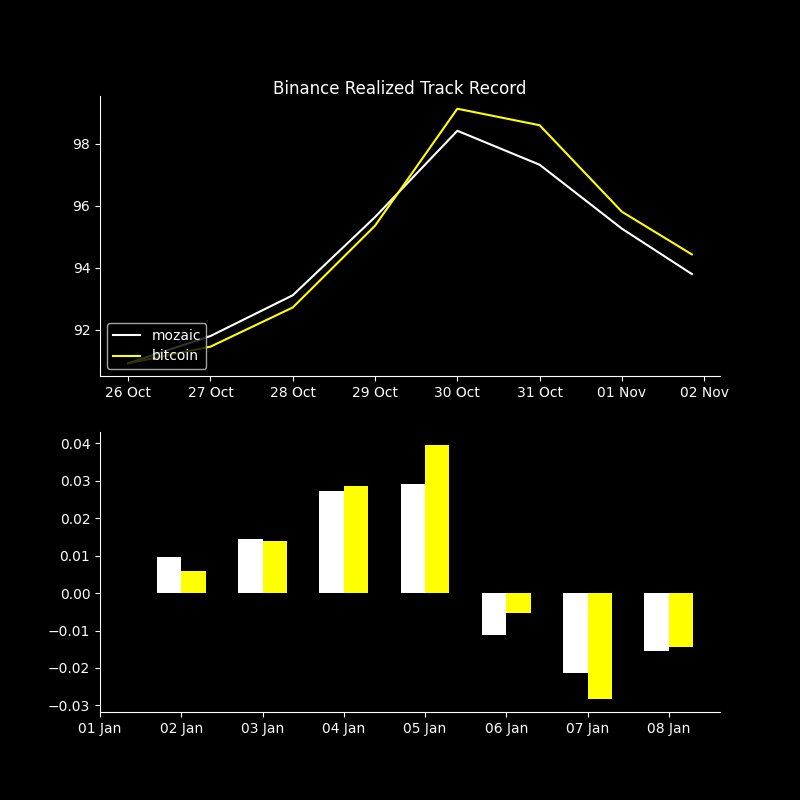 Binance Realized Track Record
98
96
94
92
mozaic
bitcoin
26 Oct 27 Oct 28 Oct 29 Oct 30 Oct 31 Oct 01 Nov 02 Nov
0.04
0.03
0.02
0.01
0.00
−0.01
−0.02
−0.03
01 Jan 02 Jan 03 Jan 04 Jan 05 Jan 06 Jan 07 Jan 08 Jan